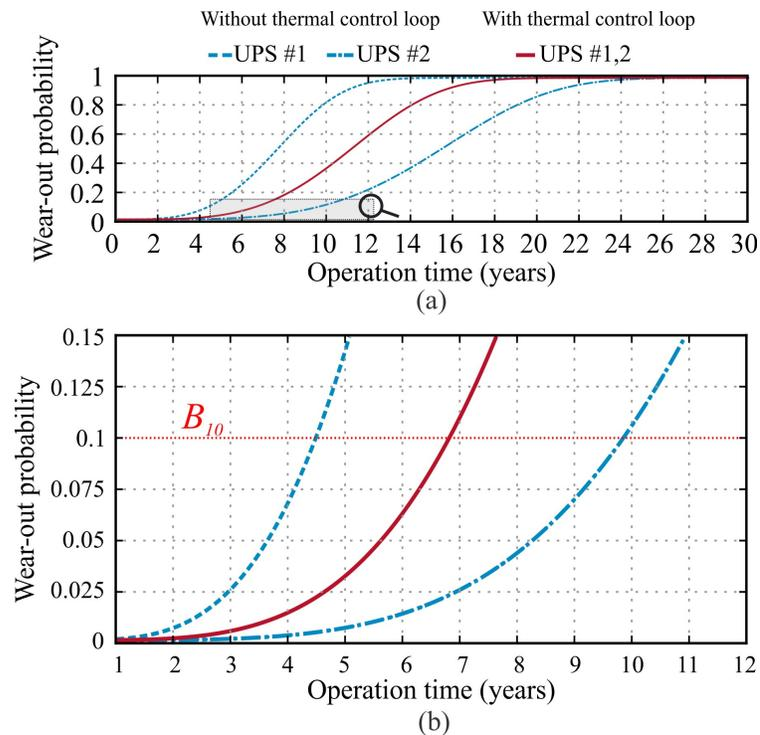 Without thermal control loop With thermal control loop
UPS #1 UPS #2 UPS #1,2
Wear-out probability
1
0.8
0.6
0.4
0.2
0
0 2 4 6 8 10 12 14 16 18 20 22 24 26 28 30
Operation time (years)
(a)
Wear-out probability
0.15
0.125
B10
0.1
0.075
0.05
0.025
0
1 2 3 4 5 6 7 8 9 10 11 12
Operation time (years)
(b)